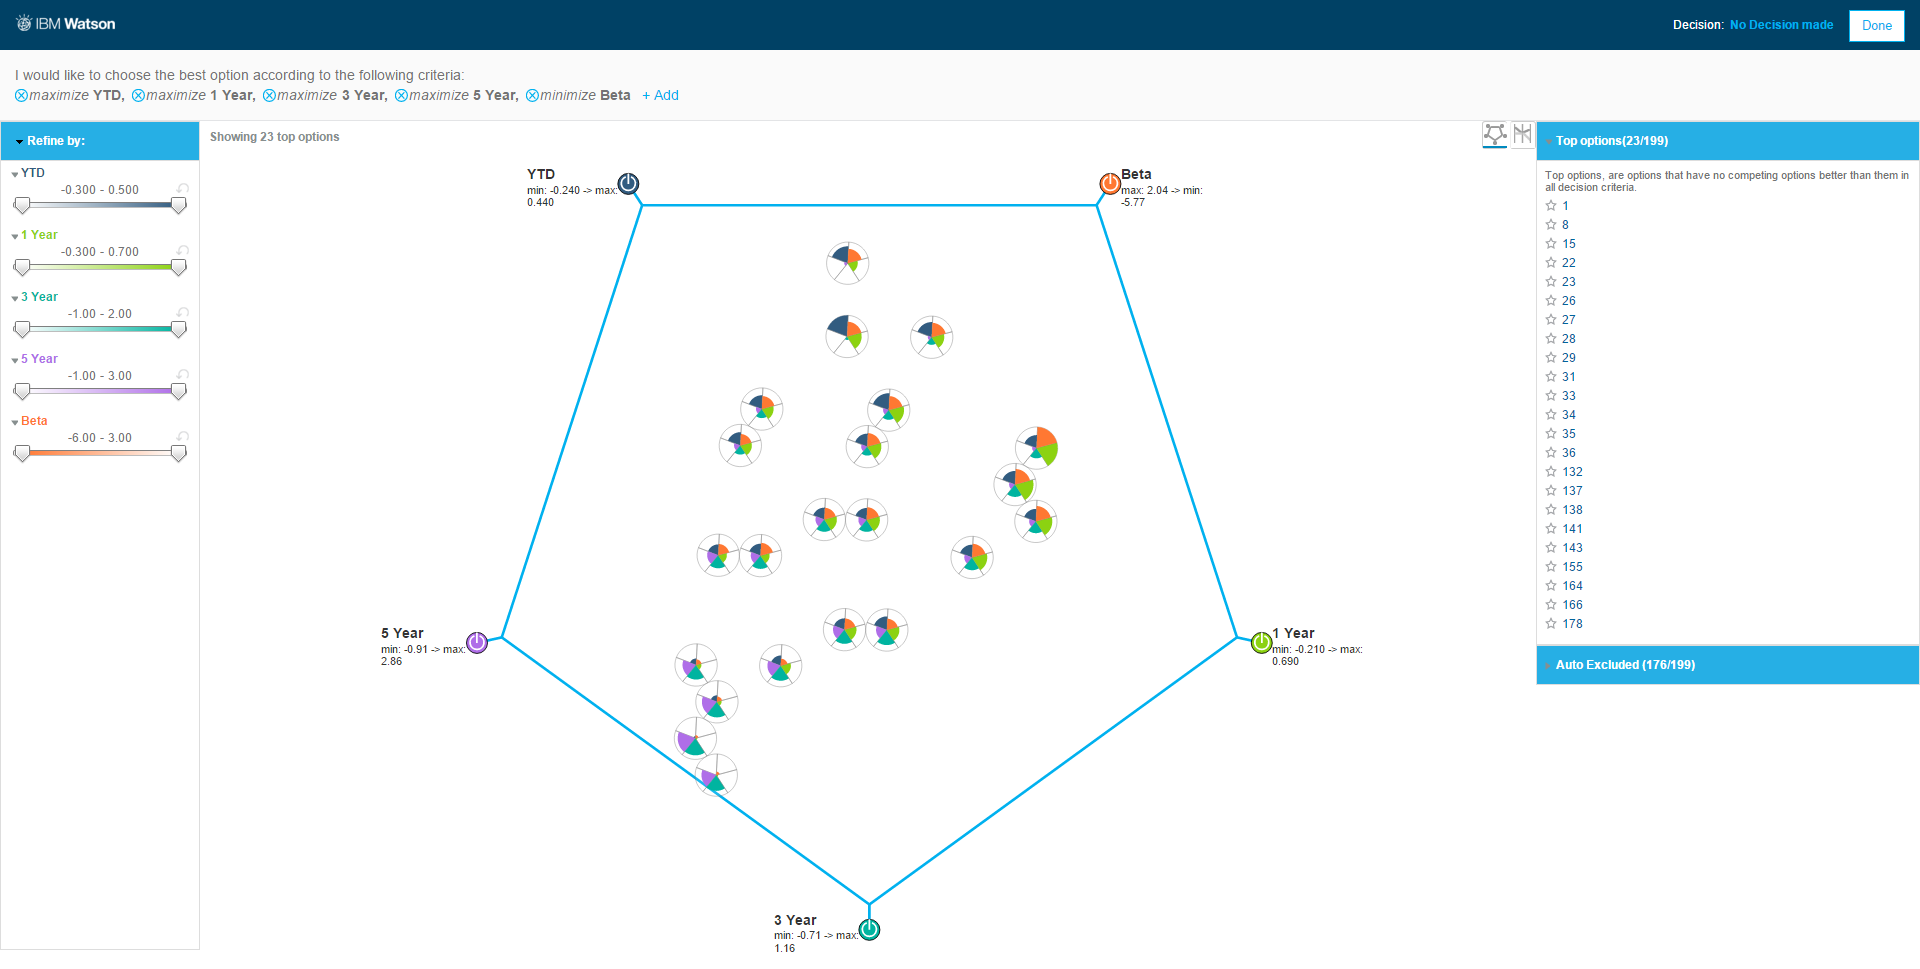 IBM Watson
Decision: No Decision made
Done
I would like to choose the best option according to the following criteria:
maximize YTD, maximize 1 Year, maximize 3 Year, maximize 5 Year, minimize Beta + Add
Refine by:
YTD
-0.300 - 0.500
1 Year
-0.300 - 0.700
3 Year
-1.00 - 2.00
5 Year
-1.00 - 3.00
Beta
-6.00 - 3.00
Showing 23 top options
YTD
min: -0.240 -> max:
0.440
Beta
max: 2.04 -> min:
-5.77
5 Year
min: -0.91 -> max:
2.86
1 Year
min: -0.210 -> max:
0.690
3 Year
min: -0.71 -> max:
1.16
Top options(23/199)
Top options, are options that have no competing options better than them in
all decision criteria.
1
8
15
22
23
26
27
28
29
31
33
34
35
36
132
137
138
141
143
155
164
166
178
Auto Excluded (176/199)